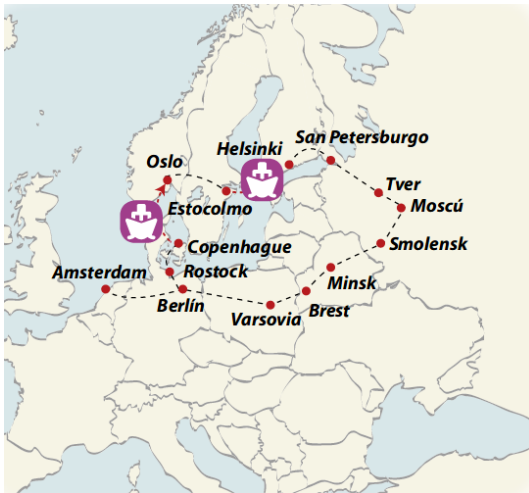 San Petersburgo
Helsinki
Oslo
Tver
Moscú
Estocolmo
Smolensk
Copenhague
Amsterdam
Rostock
Minsk
Berlín
Brest
Varsovia